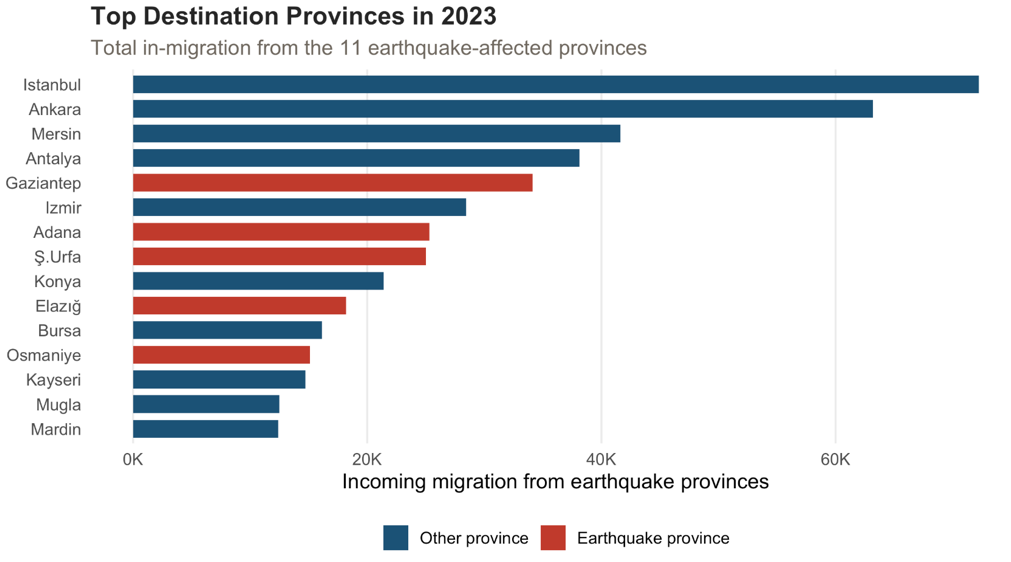 Top Destination Provinces in 2023
Total in-migration from the 11 earthquake-affected provinces
Istanbul
Ankara
Mersin
Antalya
Gaziantep
Izmir
Adana
Ş.Urfa
Konya
Elazığ
Bursa
Osmaniye
Kayseri
Mugla
Mardin
0K 20K 40K 60K
Incoming migration from earthquake provinces
Other province Earthquake province